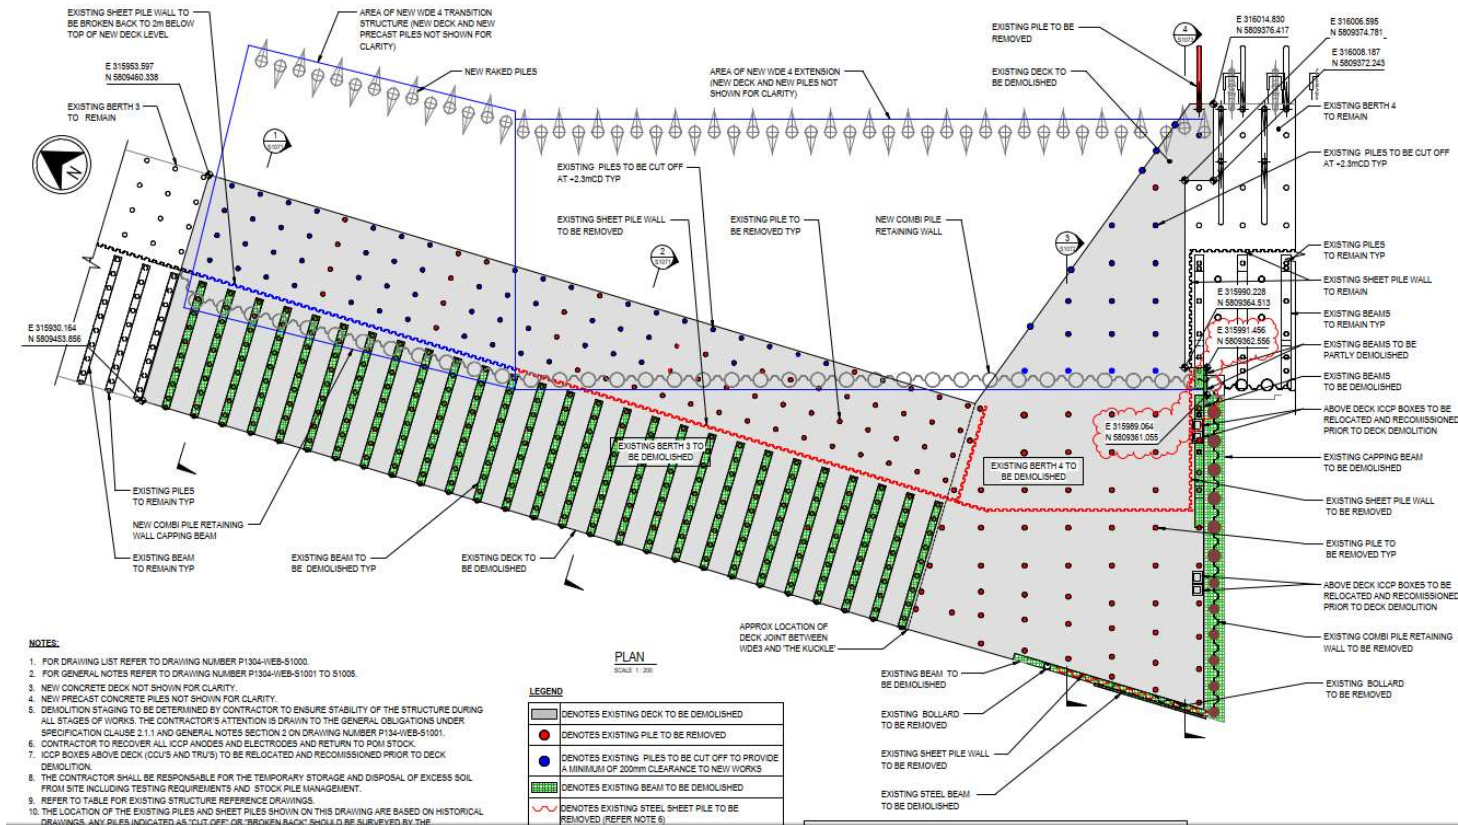 EXISTING SHEET PILE WALL TO
BE BROKEN BACK TO 2m BELOW
TOP OF NEW DECK LEVEL
AREA OF NEW WDE 4 TRANSITION
STRUCTURE (NEW DECK AND NEW
PRECAST PILES NOT SHOWN FOR
CLARITY)
E 315953.597
N 5809460.338
EXISTING BERTH 3
TO REMAIN
NEW RAKED PILES
AREA OF NEW WDE 4 EXTENSION
(NEW DECK AND NEW PILES NOT
SHOWN FOR CLARITY)
EXISTING PILE TO BE
REMOVED
EXISTING DECK TO
BE DEMOLISHED
4
S1073
E 316014.830
N 5809376.417
E 316006.595
N 5809374.781
E 316008.187
N 5809372.243
EXISTING BERTH 4
TO REMAIN
EXISTING PILES TO BE CUT OFF
AT +2.3mCD TYP
N
1
S1071
EXISTING PILES TO BE CUT OFF
AT +2.3mCD TYP
EXISTING SHEET PILE WALL
TO BE REMOVED
EXISTING PILE TO
BE REMOVED TYP
NEW COMBI PILE
RETAINING WALL
2
S1071
3
S1072
EXISTING PILES
TO REMAIN TYP
EXISTING SHEET PILE WALL
TO REMAIN
E 315990.228
N 5809364.513
EXISTING BEAMS
TO REMAIN TYP
E 315991.456
N 5809362.556
EXISTING BEAMS TO BE
PARTLY DEMOLISHED
E 315930.164
N 5809453.856
EXISTING BEAMS
TO BE DEMOLISHED
ABOVE DECK ICCP BOXES TO BE
RELOCATED AND RECOMISSIONED
PRIOR TO DECK DEMOLITION
E 315989.064
N 5809361.055
EXISTING BERTH 3 TO
BE DEMOLISHED
EXISTING BERTH 4 TO
BE DEMOLISHED
EXISTING CAPPING BEAM
TO BE DEMOLISHED
EXISTING SHEET PILE WALL
TO BE REMOVED
EXISTING PILES
TO REMAIN TYP
NEW COMBI PILE RETAINING
WALL CAPPING BEAM
EXISTING BEAM
TO REMAIN TYP
EXISTING BEAM TO
BE DEMOLISHED TYP
EXISTING DECK TO
BE DEMOLISHED
EXISTING PILE TO
BE REMOVED TYP
ABOVE DECK ICCP BOXES TO BE
RELOCATED AND RECOMISSIONED
PRIOR TO DECK DEMOLITION
APPROX LOCATION OF
DECK JOINT BETWEEN
WDE3 AND 'THE KUCKLE'
EXISTING COMBI PILE RETAINING
WALL TO BE REMOVED
EXISTING BEAM TO
BE DEMOLISHED
EXISTING BOLLARD
TO BE REMOVED
EXISTING BOLLARD
TO BE REMOVED
EXISTING SHEET PILE WALL
TO BE REMOVED
EXISTING STEEL BEAM
TO BE DEMOLISHED
PLAN
SCALE 1 : 200
NOTES:
1. FOR DRAWING LIST REFER TO DRAWING NUMBER P1304-WEB-S1000.
2. FOR GENERAL NOTES REFER TO DRAWING NUMBER P1304-WEB-S1001 TO S1005.
3. NEW CONCRETE DECK NOT SHOWN FOR CLARITY.
4. NEW PRECAST CONCRETE PILES NOT SHOWN FOR CLARITY.
5. DEMOLITION STAGING TO BE DETERMINED BY CONTRACTOR TO ENSURE STABILITY OF THE STRUCTURE DURING
ALL STAGES OF WORKS. THE CONTRACTOR'S ATTENTION IS DRAWN TO THE GENERAL OBLIGATIONS UNDER
SPECIFICATION CLAUSE 2.1.1 AND GENERAL NOTES SECTION 2 ON DRAWING NUMBER P134-WEB-S1001.
6. CONTRACTOR TO RECOVER ALL ICCP ANODES AND ELECTRODES AND RETURN TO POM STOCK.
7. ICCP BOXES ABOVE DECK (CCU'S AND TRU'S) TO BE RELOCATED AND RECOMISSIONED PRIOR TO DECK
DEMOLITION.
8. THE CONTRACTOR SHALL BE RESPONSABLE FOR THE TEMPORARY STORAGE AND DISPOSAL OF EXCESS SOIL
FROM SITE INCLUDING TESTING REQUIREMENTS AND STOCK PILE MANAGEMENT.
9. REFER TO TABLE FOR EXISTING STRUCTURE REFERENCE DRAWINGS.
10. THE LOCATION OF THE EXISTING PILES AND SHEET PILES SHOWN ON THIS DRAWING ARE BASED ON HISTORICAL
DRAWINGS. ANY PILES INDICATED AS "CUT OFF" OR "BROKEN BACK" SHOULD BE SURVEYED BY THE
LEGEND
DENOTES EXISTING DECK TO BE DEMOLISHED
DENOTES EXISTING PILE TO BE REMOVED
DENOTES EXISTING PILES TO BE CUT OFF TO PROVIDE
A MINIMUM OF 200mm CLEARANCE TO NEW WORKS
DENOTES EXISTING BEAM TO BE DEMOLISHED
DENOTES EXISTING STEEL SHEET PILE TO BE
REMOVED (REFER NOTE 6)